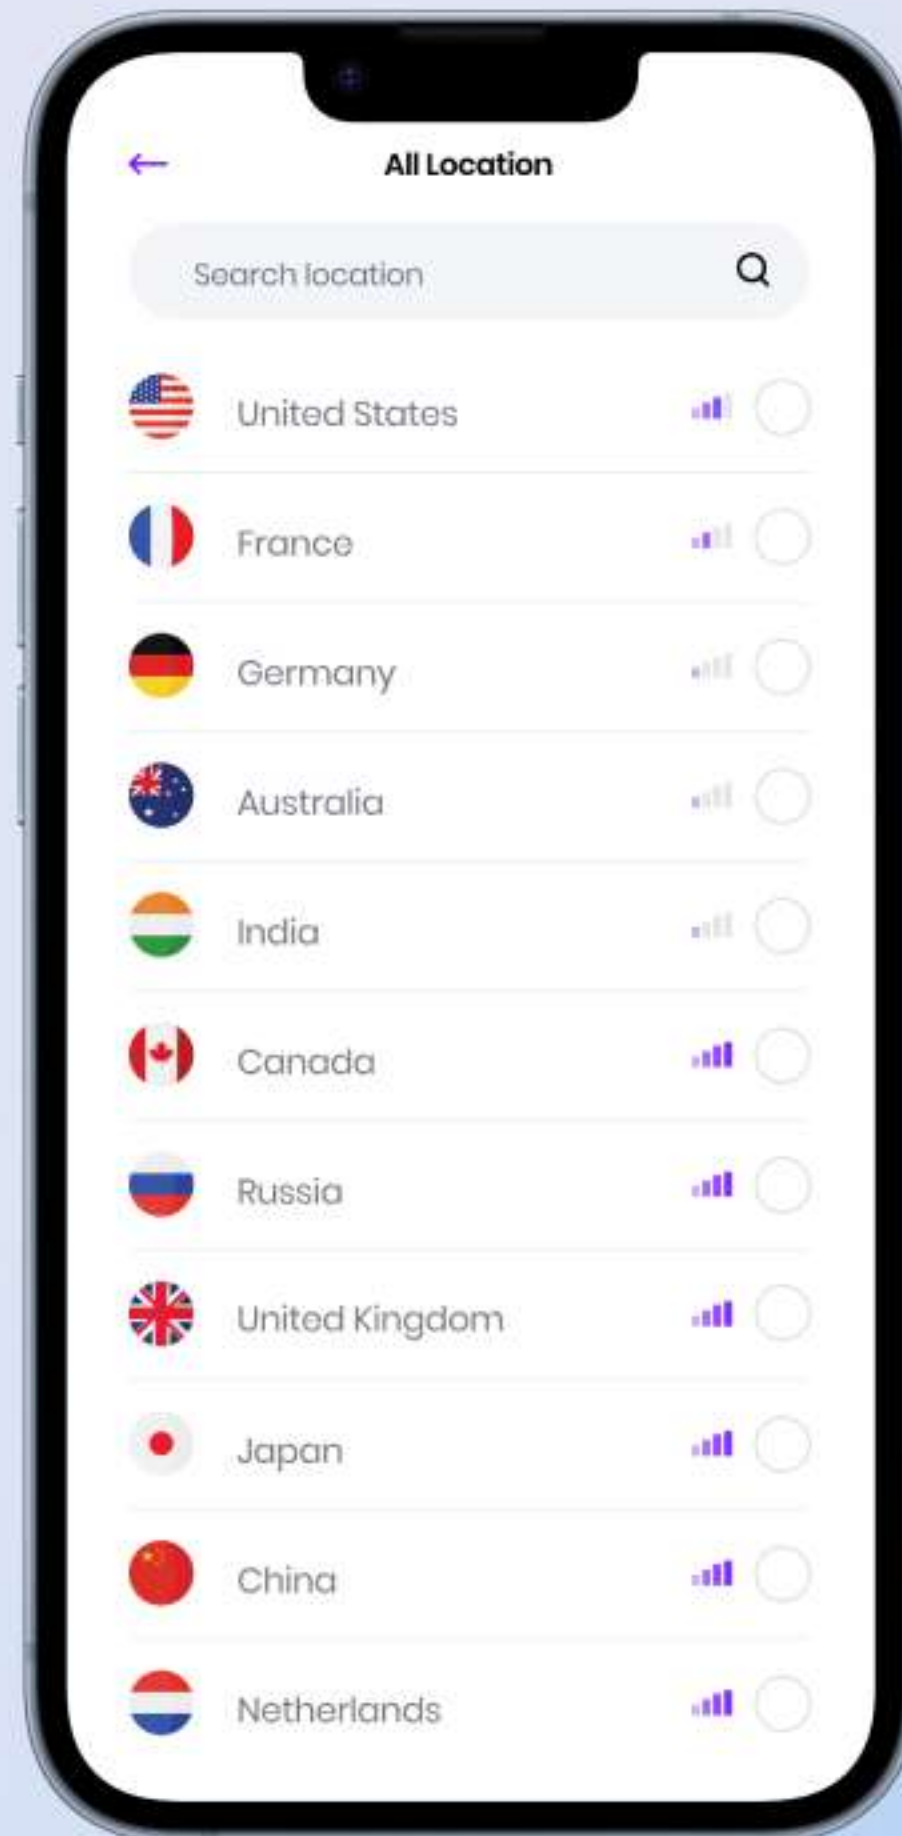 All Location
Search location
United States
France
Germany
Australia
India
Canada
Russia
United Kingdom
Japan
China
Netherlands